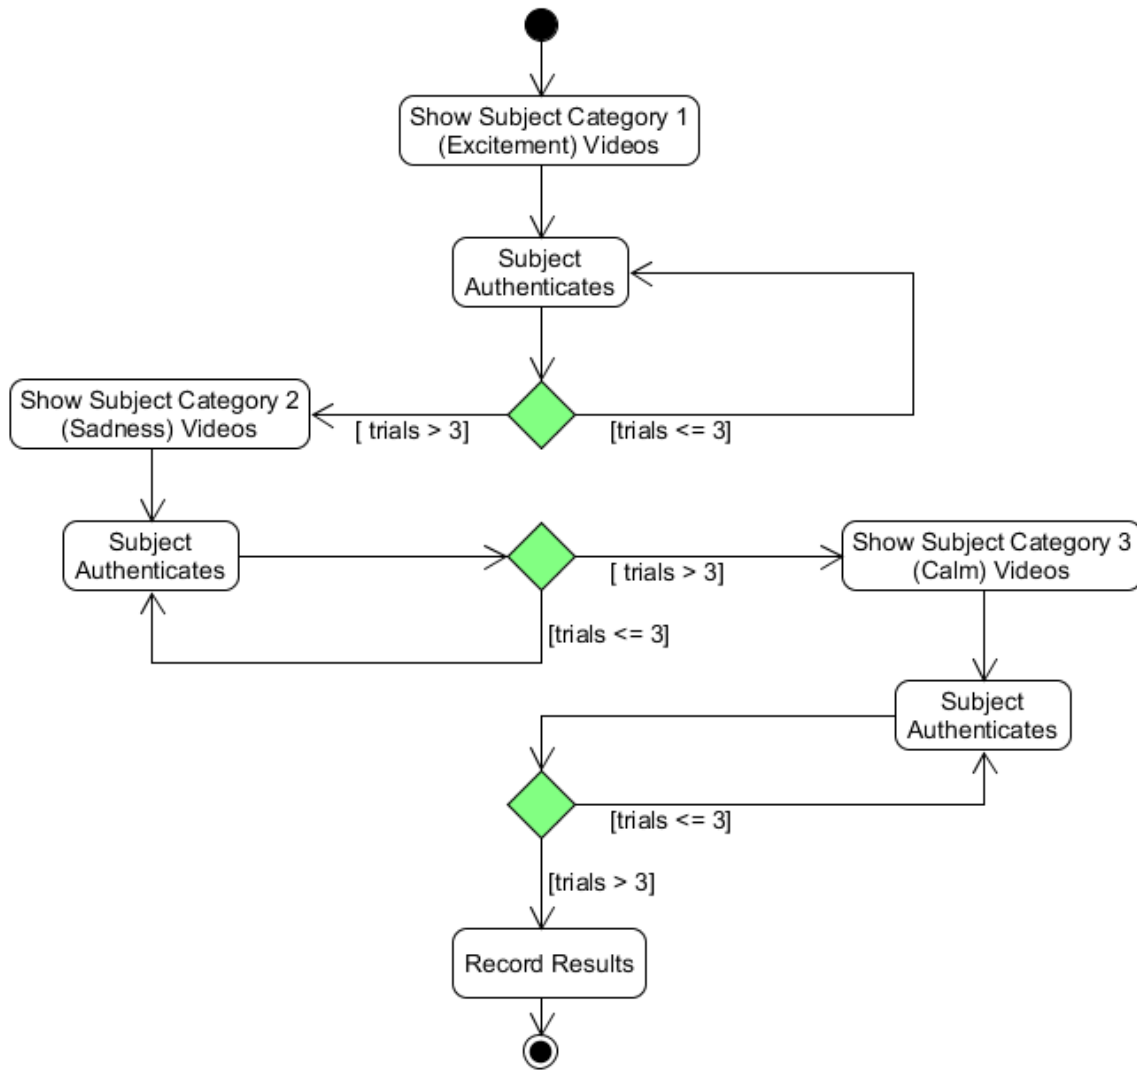 Show Subject Category 1
(Excitement) Videos
Subject
Authenticates
Show Subject Category 2
(Sadness) Videos
[ trials > 3]
[trials <= 3]
Subject
Authenticates
[ trials > 3]
Show Subject Category 3
(Calm) Videos
[trials <= 3]
Subject
Authenticates
[trials <= 3]
[trials > 3]
Record Results